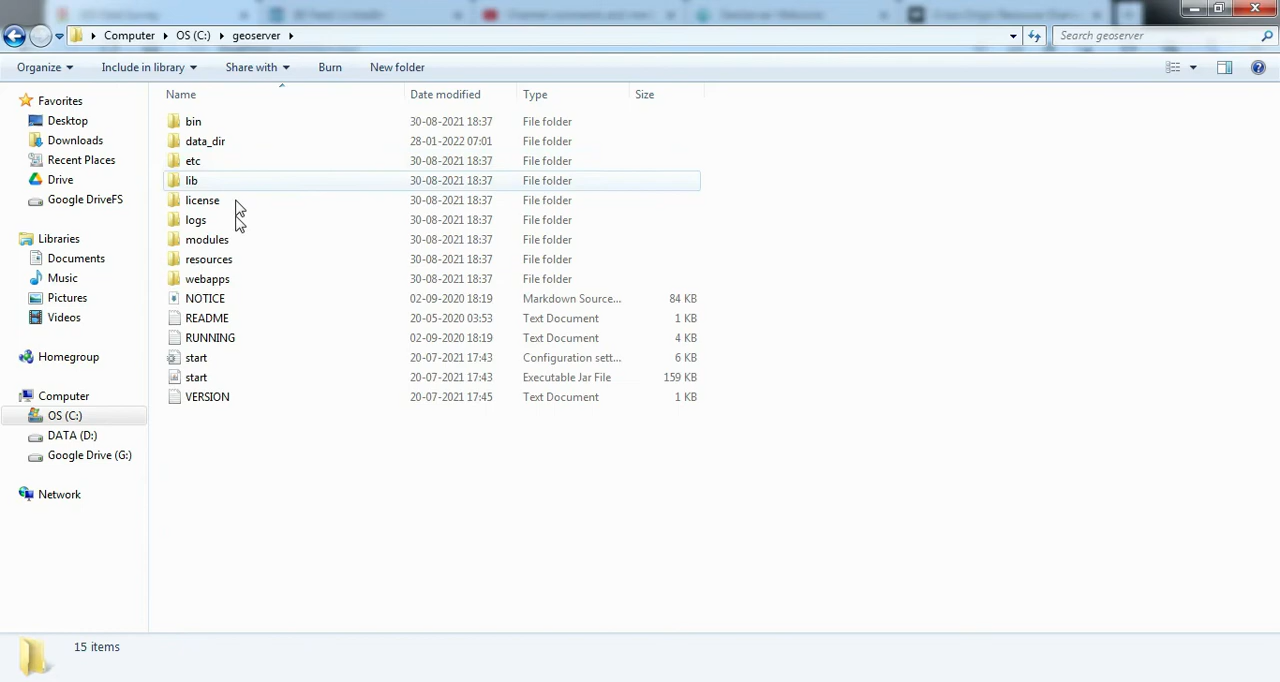 Computer OS (C:) geoserver Search geoserver
Organize Include in library Share with Burn New folder
Name Date modified Type Size
Favorites
Desktop
Downloads
Recent Places
Drive
Google DriveFS
Libraries
Documents
Music
Pictures
Videos
Homegroup
Computer
OS (C:)
DATA (D:)
Google Drive (G:)
Network
bin 30-08-2021 18:37 File folder
data_dir 28-01-2022 07:01 File folder
etc 30-08-2021 18:37 File folder
lib 30-08-2021 18:37 File folder
license 30-08-2021 18:37 File folder
logs 30-08-2021 18:37 File folder
modules 30-08-2021 18:37 File folder
resources 30-08-2021 18:37 File folder
webapps 30-08-2021 18:37 File folder
NOTICE 02-09-2020 18:19 Markdown Source... 84 KB
README 20-05-2020 03:53 Text Document 1 KB
RUNNING 02-09-2020 18:19 Text Document 4 KB
start 20-07-2021 17:43 Configuration sett... 6 KB
start 20-07-2021 17:43 Executable Jar File 159 KB
VERSION 20-07-2021 17:45 Text Document 1 KB
15 items